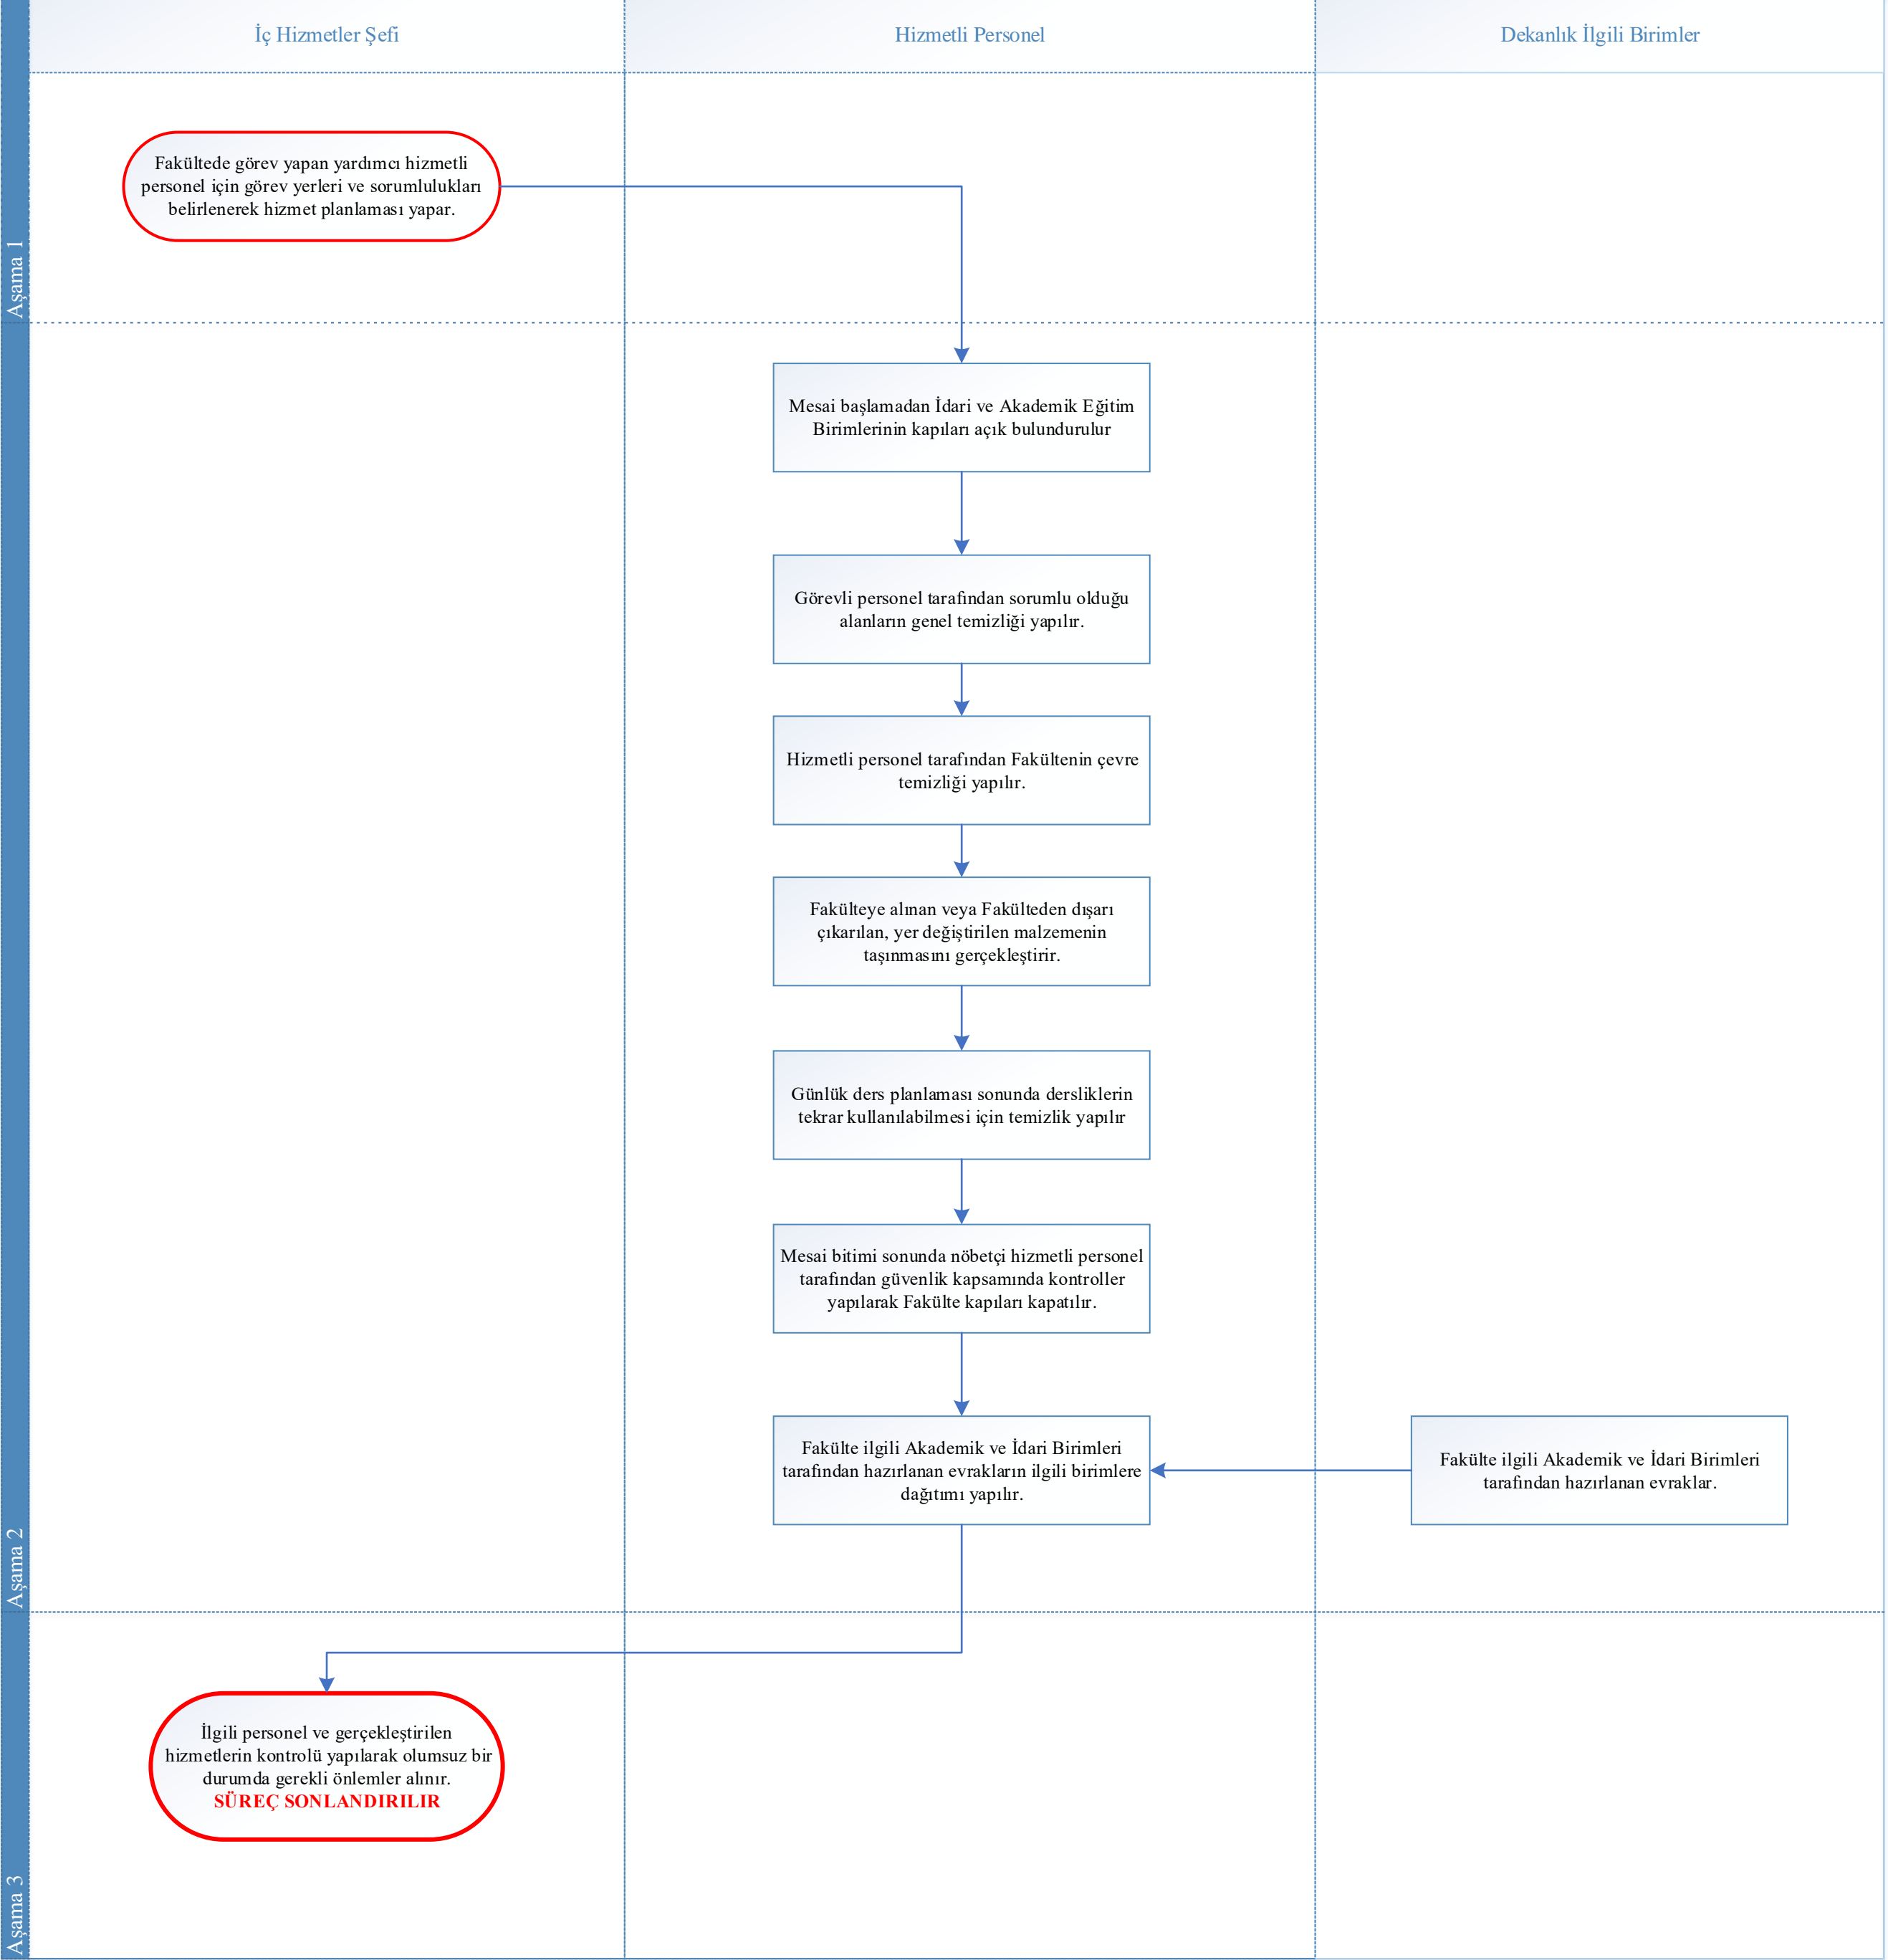 İç Hizmetler Şefi
Hizmetli Personel
Dekanlık İlgili Birimler
Aşama 1
Fakültede görev yapan yardımcı hizmetli
personel için görev yerleri ve sorumlulukları
belirlenerek hizmet planlaması yapar.
Aşama 2
Mesai başlamadan İdari ve Akademik Eğitim
Birimlerinin kapıları açık bulundurulur
Görevli personel tarafından sorumlu olduğu
alanların genel temizliği yapılır.
Hizmetli personel tarafından Fakültenin çevre
temizliği yapılır.
Fakülteye alınan veya Fakülteden dışarı
çıkarılan, yer değiştirilen malzemenin
taşınmasını gerçekleştirir.
Günlük ders planlaması sonunda dersliklerin
tekrar kullanılabilmesi için temizlik yapılır
Mesai bitimi sonunda nöbetçi hizmetli personel
tarafından güvenlik kapsamında kontroller
yapılarak Fakülte kapıları kapatılır.
Fakülte ilgili Akademik ve İdari Birimleri
tarafından hazırlanan evrakların ilgili birimlere
dağıtımı yapılır.
Fakülte ilgili Akademik ve İdari Birimleri
tarafından hazırlanan evraklar.
Aşama 3
İlgili personel ve gerçekleştirilen
hizmetlerin kontrolü yapılarak olumsuz bir
durumda gerekli önlemler alınır.
SÜREÇ SONLANDIRILIR